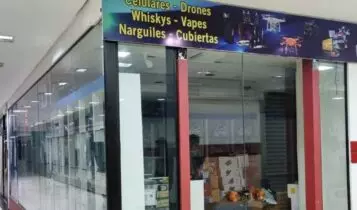 Celulares - Drones
Whiskys - Vapes
Narguiles - Cubiertas